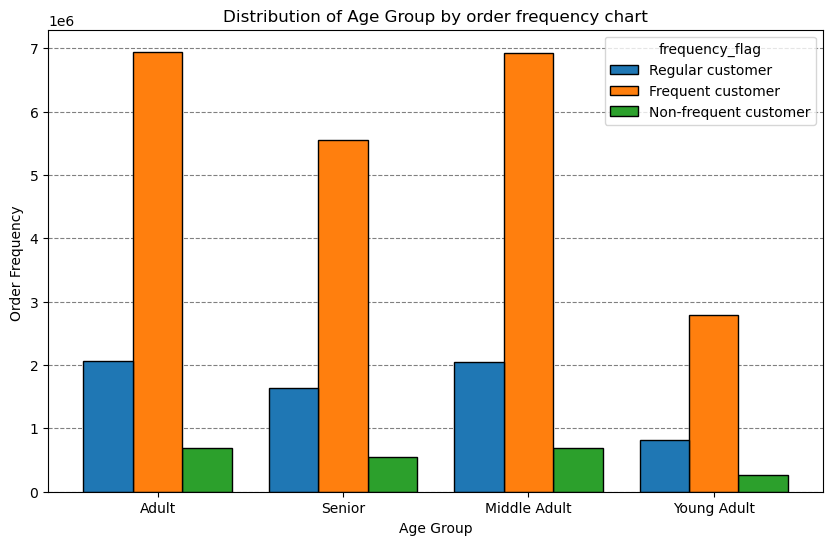 Distribution of Age Group by order frequency chart
1e6
frequency_flag
Regular customer
Frequent customer
Non-frequent customer
Order Frequency
7
6
5
4
3
2
1
0
Adult Senior Middle Adult Young Adult
Age Group